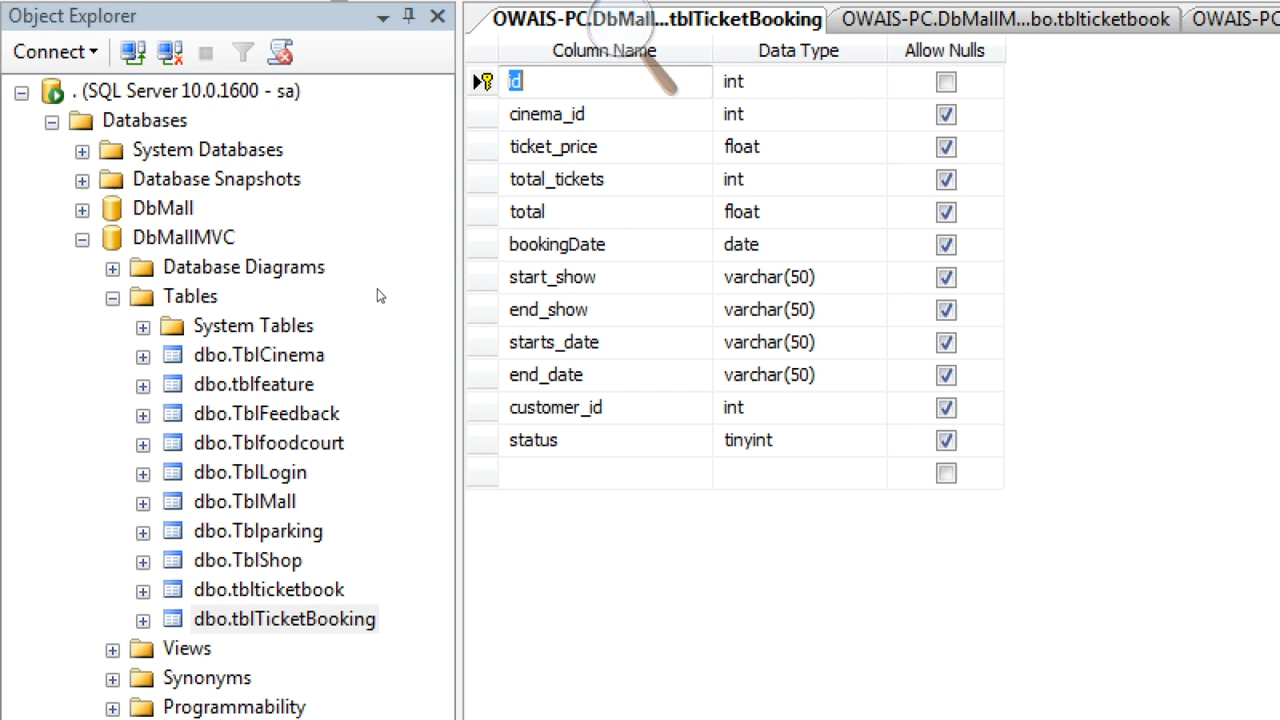 Object Explorer
Connect
. (SQL Server 10.0.1600 - sa)
Databases
System Databases
Database Snapshots
DbMall
DbMallMVC
Database Diagrams
Tables
System Tables
dbo.TblCinema
dbo.tblfeature
dbo.TblFeedback
dbo.Tblfoodcourt
dbo.TblLogin
dbo.TblMall
dbo.Tblparking
dbo.TblShop
dbo.tblticketbook
dbo.tblTicketBooking
Views
Synonyms
Programmability
OWAIS-PC.DbMall...tblTicketBooking OWAIS-PC.DbMallM...bo.tblticketbook OWAIS-PC
Column Name Data Type Allow Nulls
id int
cinema_id int
ticket_price float
total_tickets int
total float
bookingDate date
start_show varchar(50)
end_show varchar(50)
starts_date varchar(50)
end_date varchar(50)
customer_id int
status tinyint